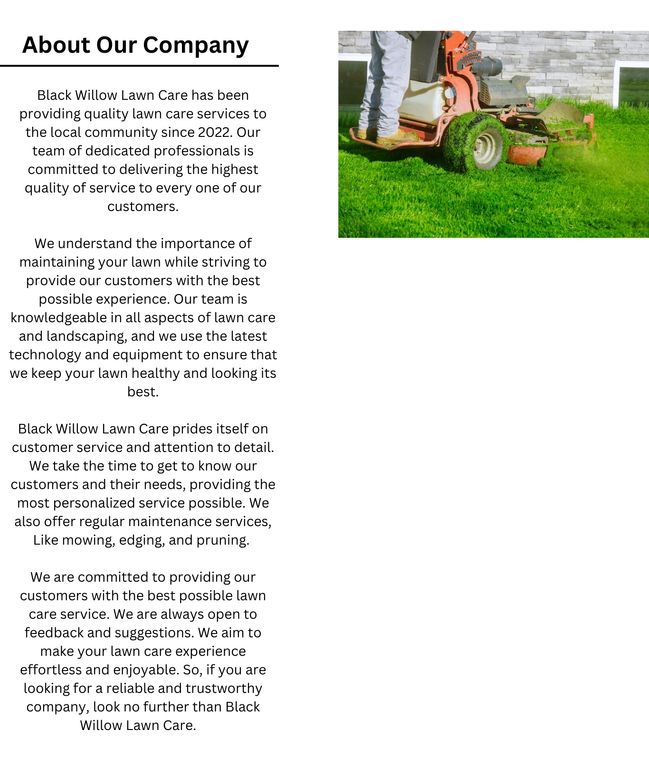 About Our Company
Black Willow Lawn Care has been
providing quality lawn care services to
the local community since 2022. Our
team of dedicated professionals is
committed to delivering the highest
quality of service to every one of our
customers.
We understand the importance of
maintaining your lawn while striving to
provide our customers with the best
possible experience. Our team is
knowledgeable in all aspects of lawn care
and landscaping, and we use the latest
technology and equipment to ensure that
we keep your lawn healthy and looking its
best.
Black Willow Lawn Care prides itself on
customer service and attention to detail.
We take the time to get to know our
customers and their needs, providing the
most personalized service possible. We
also offer regular maintenance services,
Like mowing, edging, and pruning.
We are committed to providing our
customers with the best possible lawn
care service. We are always open to
feedback and suggestions. We aim to
make your lawn care experience
effortless and enjoyable. So, if you are
looking for a reliable and trustworthy
company, look no further than Black
Willow Lawn Care.